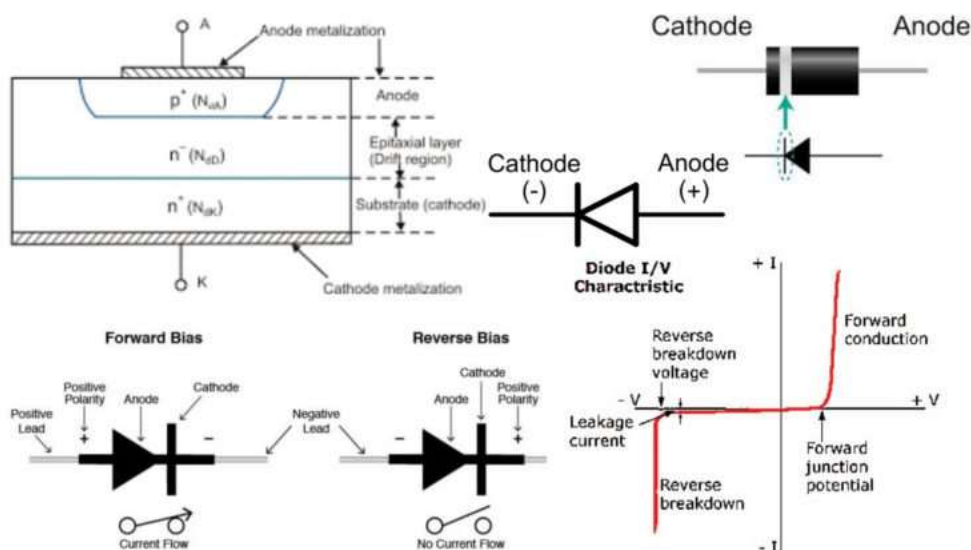 A
Anode metalization
p+ (NdA)
Anode
n− (NdD)
Epitaxial layer
(Drift region)
n+ (NdK)
Substrate (cathode)
K
Cathode metalization
Cathode
Anode
Cathode
(-)
Anode
(+)
Diode I/V
Charactristic
Forward Bias
Positive
Polarity
Cathode
Positive
Lead
Anode
+
−
Current Flow
Reverse Bias
Cathode
Positive
Polarity
Negative
Lead
Anode
−
+
No Current Flow
+ I
Reverse
breakdown
voltage
Forward
conduction
- V
+ V
Leakage
current
Forward
junction
potential
Reverse
breakdown
- I